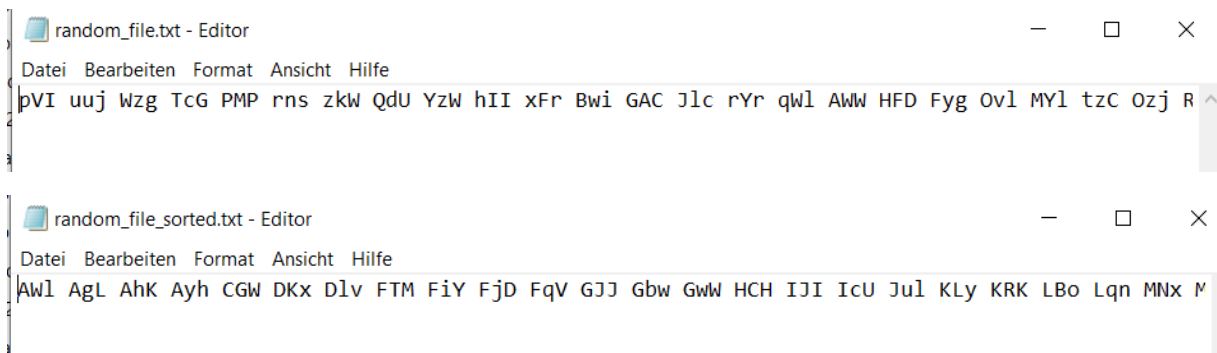 random_file.txt - Editor
Datei Bearbeiten Format Ansicht Hilfe
pVI uuj Wzg TcG PMP rns zkW QdU YzW hII xFr Bwi GAC Jlc rYr qWl AWW HFD Fyg Ovl MYl tzC Ozj R
random_file_sorted.txt - Editor
Datei Bearbeiten Format Ansicht Hilfe
AWl AgL AhK Ayh CGW DKx Dlv FTM FiY FjD FqV GJJ Gbw GwW HCH IJI IcU Jul KLy KRK LBo Lqn MNx M